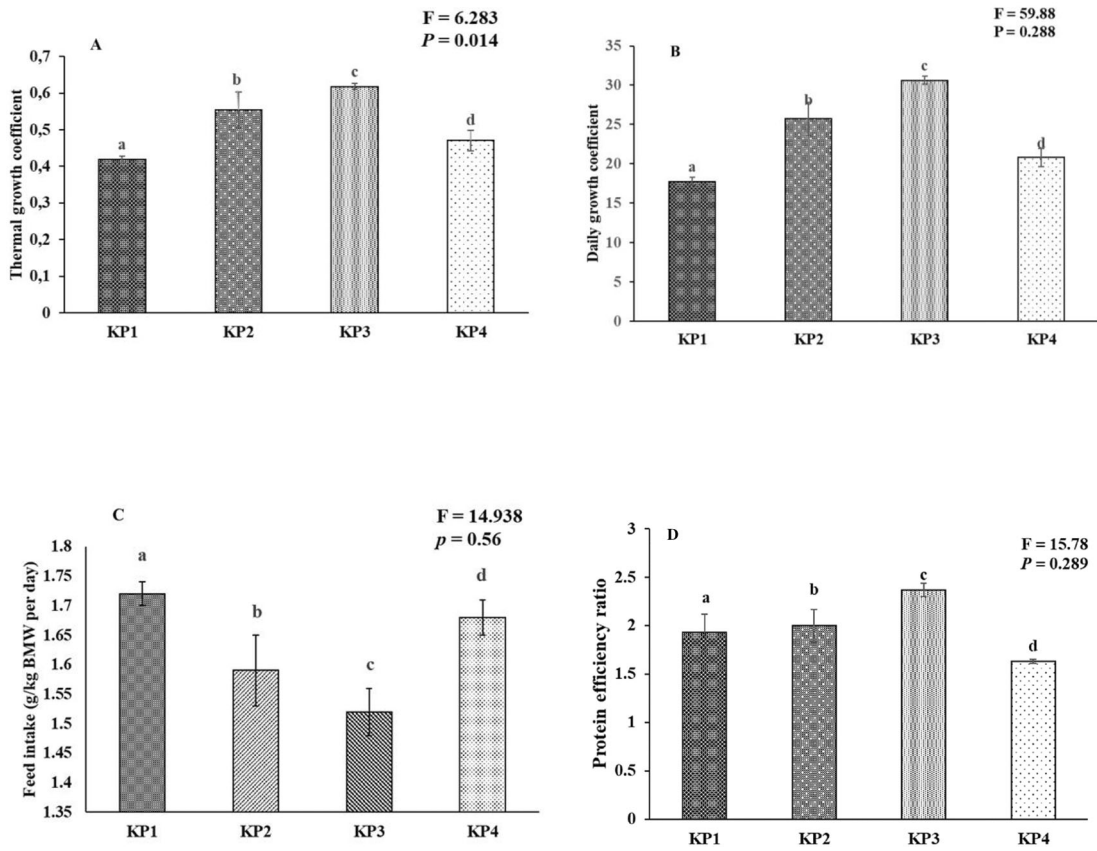 A
F = 6.283
P = 0.014
Thermal growth coefficient
0,7
0,6
0,5
0,4
0,3
0,2
0,1
0
a
b
c
d
KP1 KP2 KP3 KP4
B
F = 59.88
P = 0.288
Daily growth coefficient
35
30
25
20
15
10
5
0
a
b
c
d
KP1 KP2 KP3 KP4
C
F = 14.938
p = 0.56
Feed intake (g/kg BMW per day)
1.8
1.75
1.7
1.65
1.6
1.55
1.5
1.45
1.4
1.35
a
b
c
d
KP1 KP2 KP3 KP4
D
F = 15.78
P = 0.289
Protein efficiency ratio
3
2.5
2
1.5
1
0.5
0
a
b
c
d
KP1 KP2 KP3 KP4